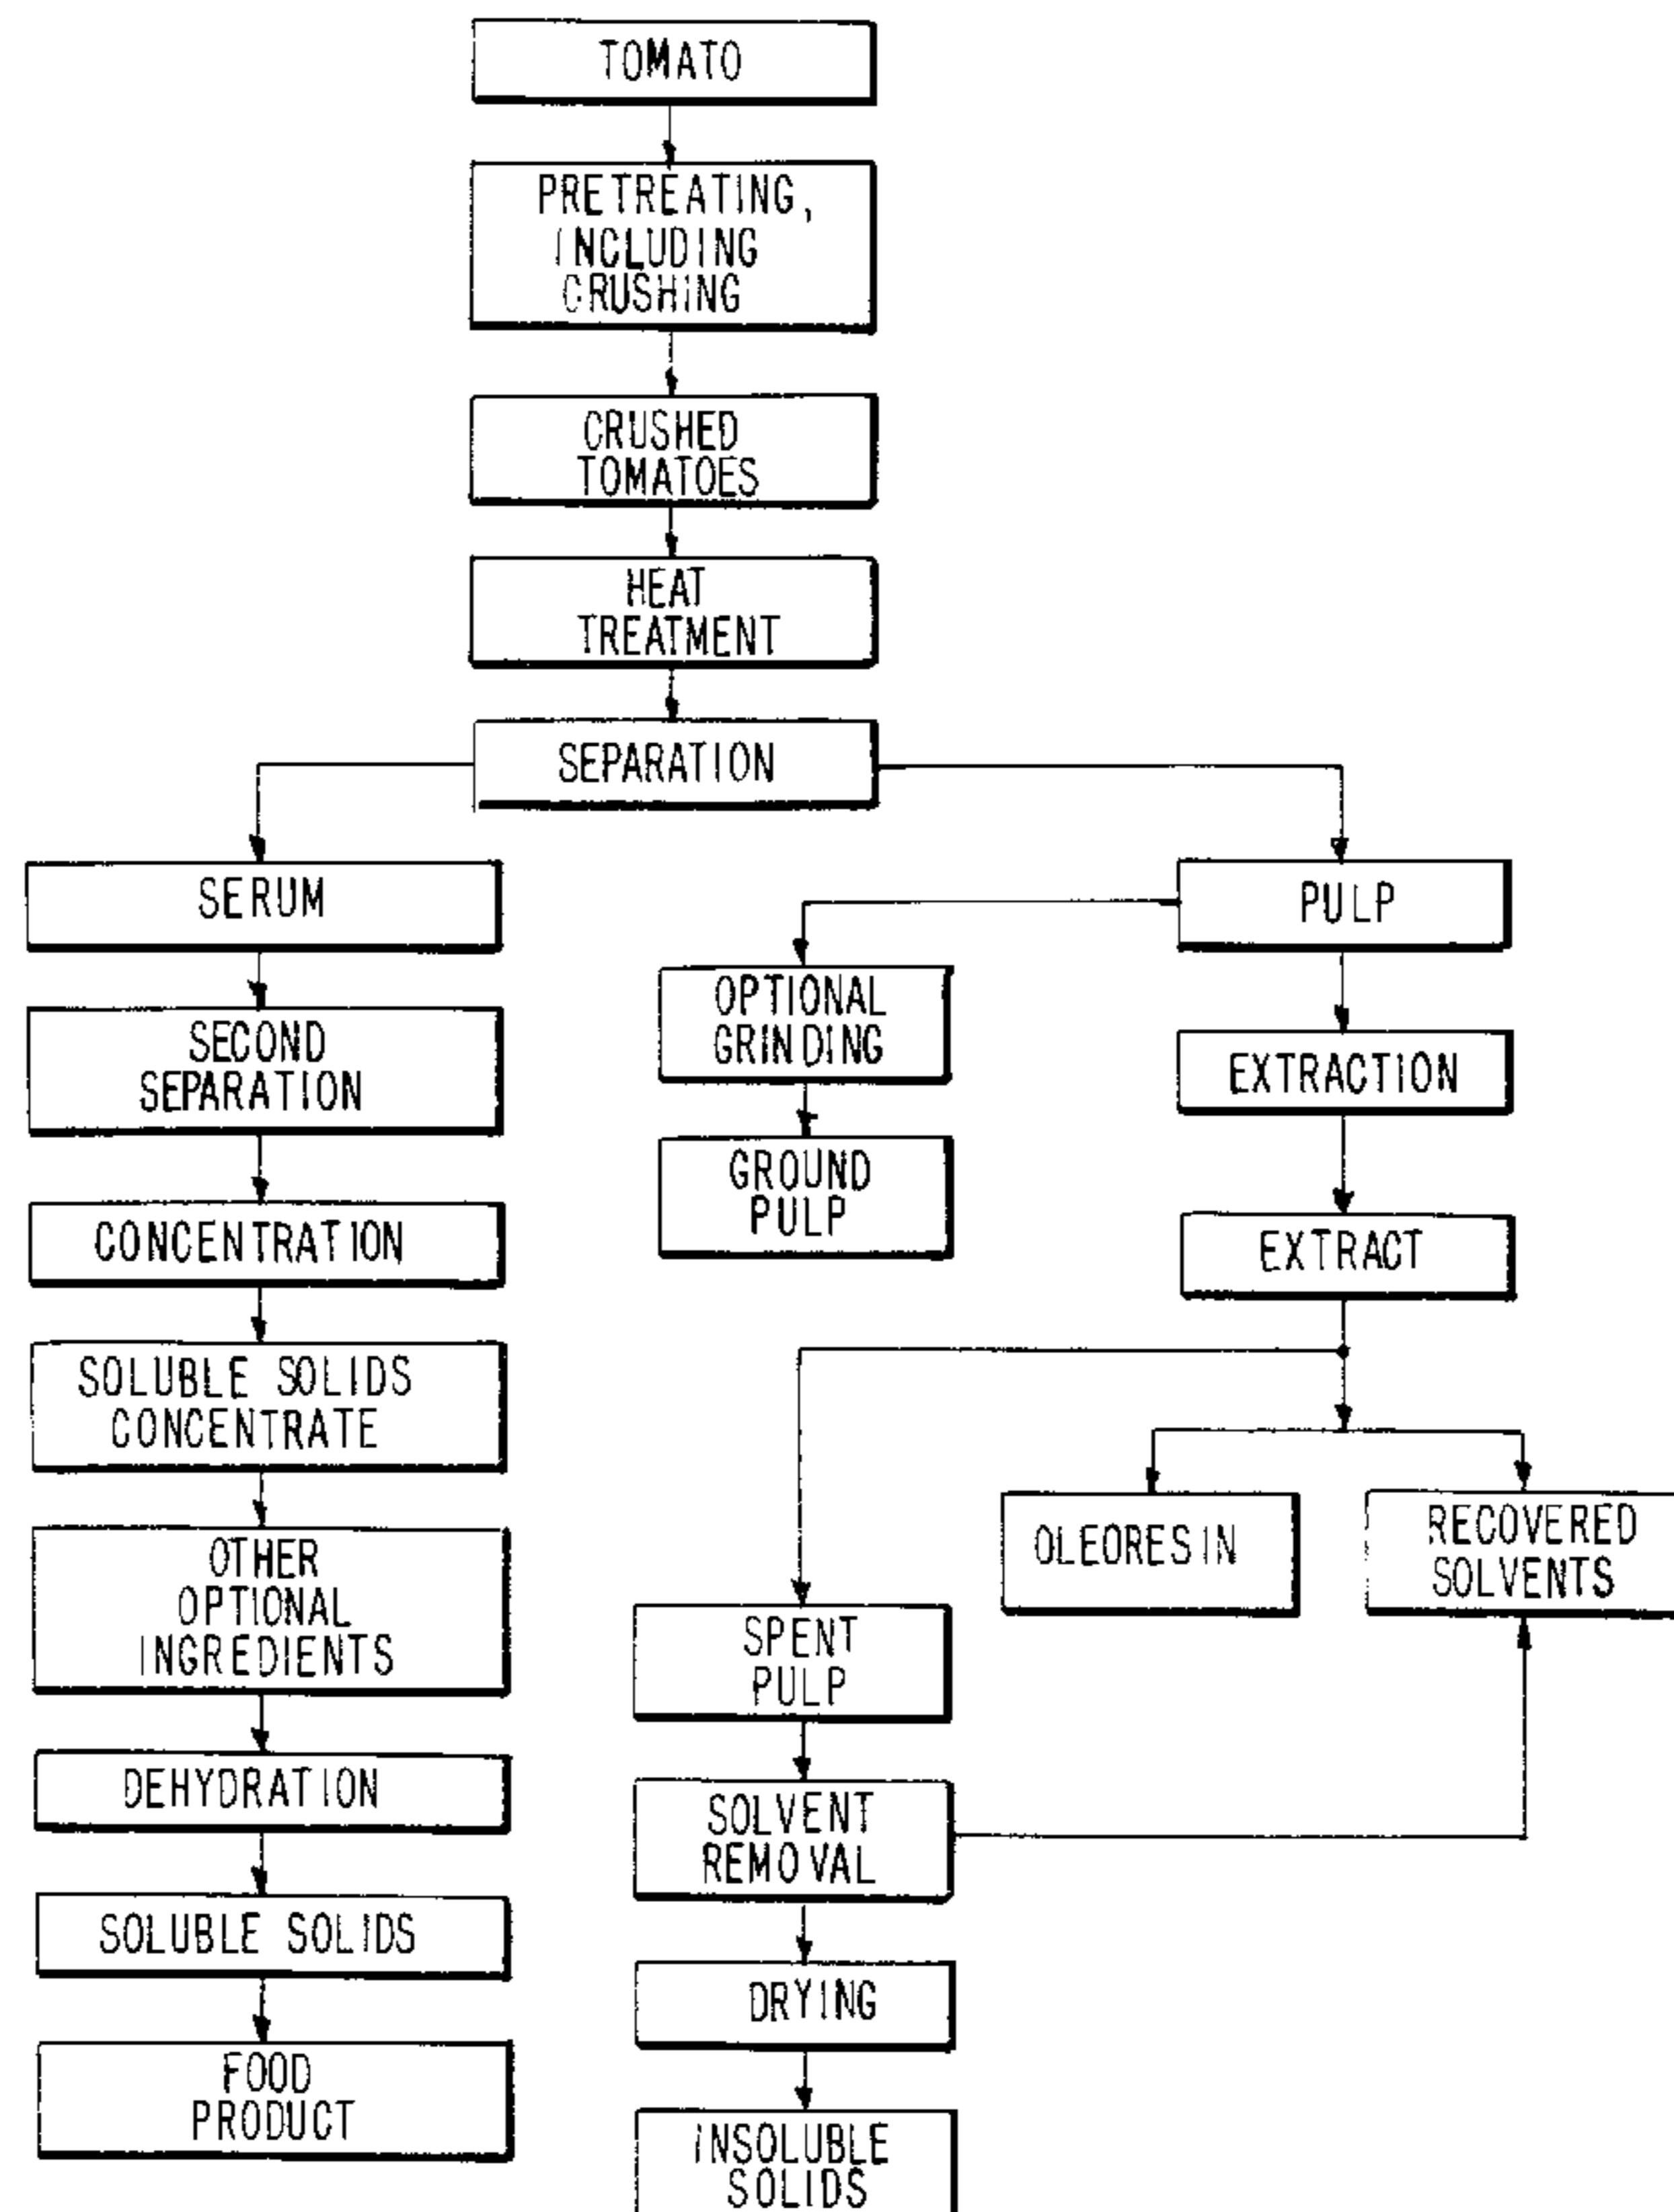 TOMATO
PRETREATING,
INCLUDING
CRUSHING
CRUSHED
TOMATOES
HEAT
TREATMENT
SEPARATION
SERUM
SECOND
SEPARATION
CONCENTRATION
SOLUBLE SOLIDS
CONCENTRATE
OTHER
OPTIONAL
INGREDIENTS
DEHYDRATION
SOLUBLE SOLIDS
FOOD
PRODUCT
PULP
OPTIONAL
GRINDING
GROUND
PULP
EXTRACTION
EXTRACT
OLEORESIN
RECOVERED
SOLVENTS
SPENT
PULP
SOLVENT
REMOVAL
DRYING
INSOLUBLE
SOLIDS